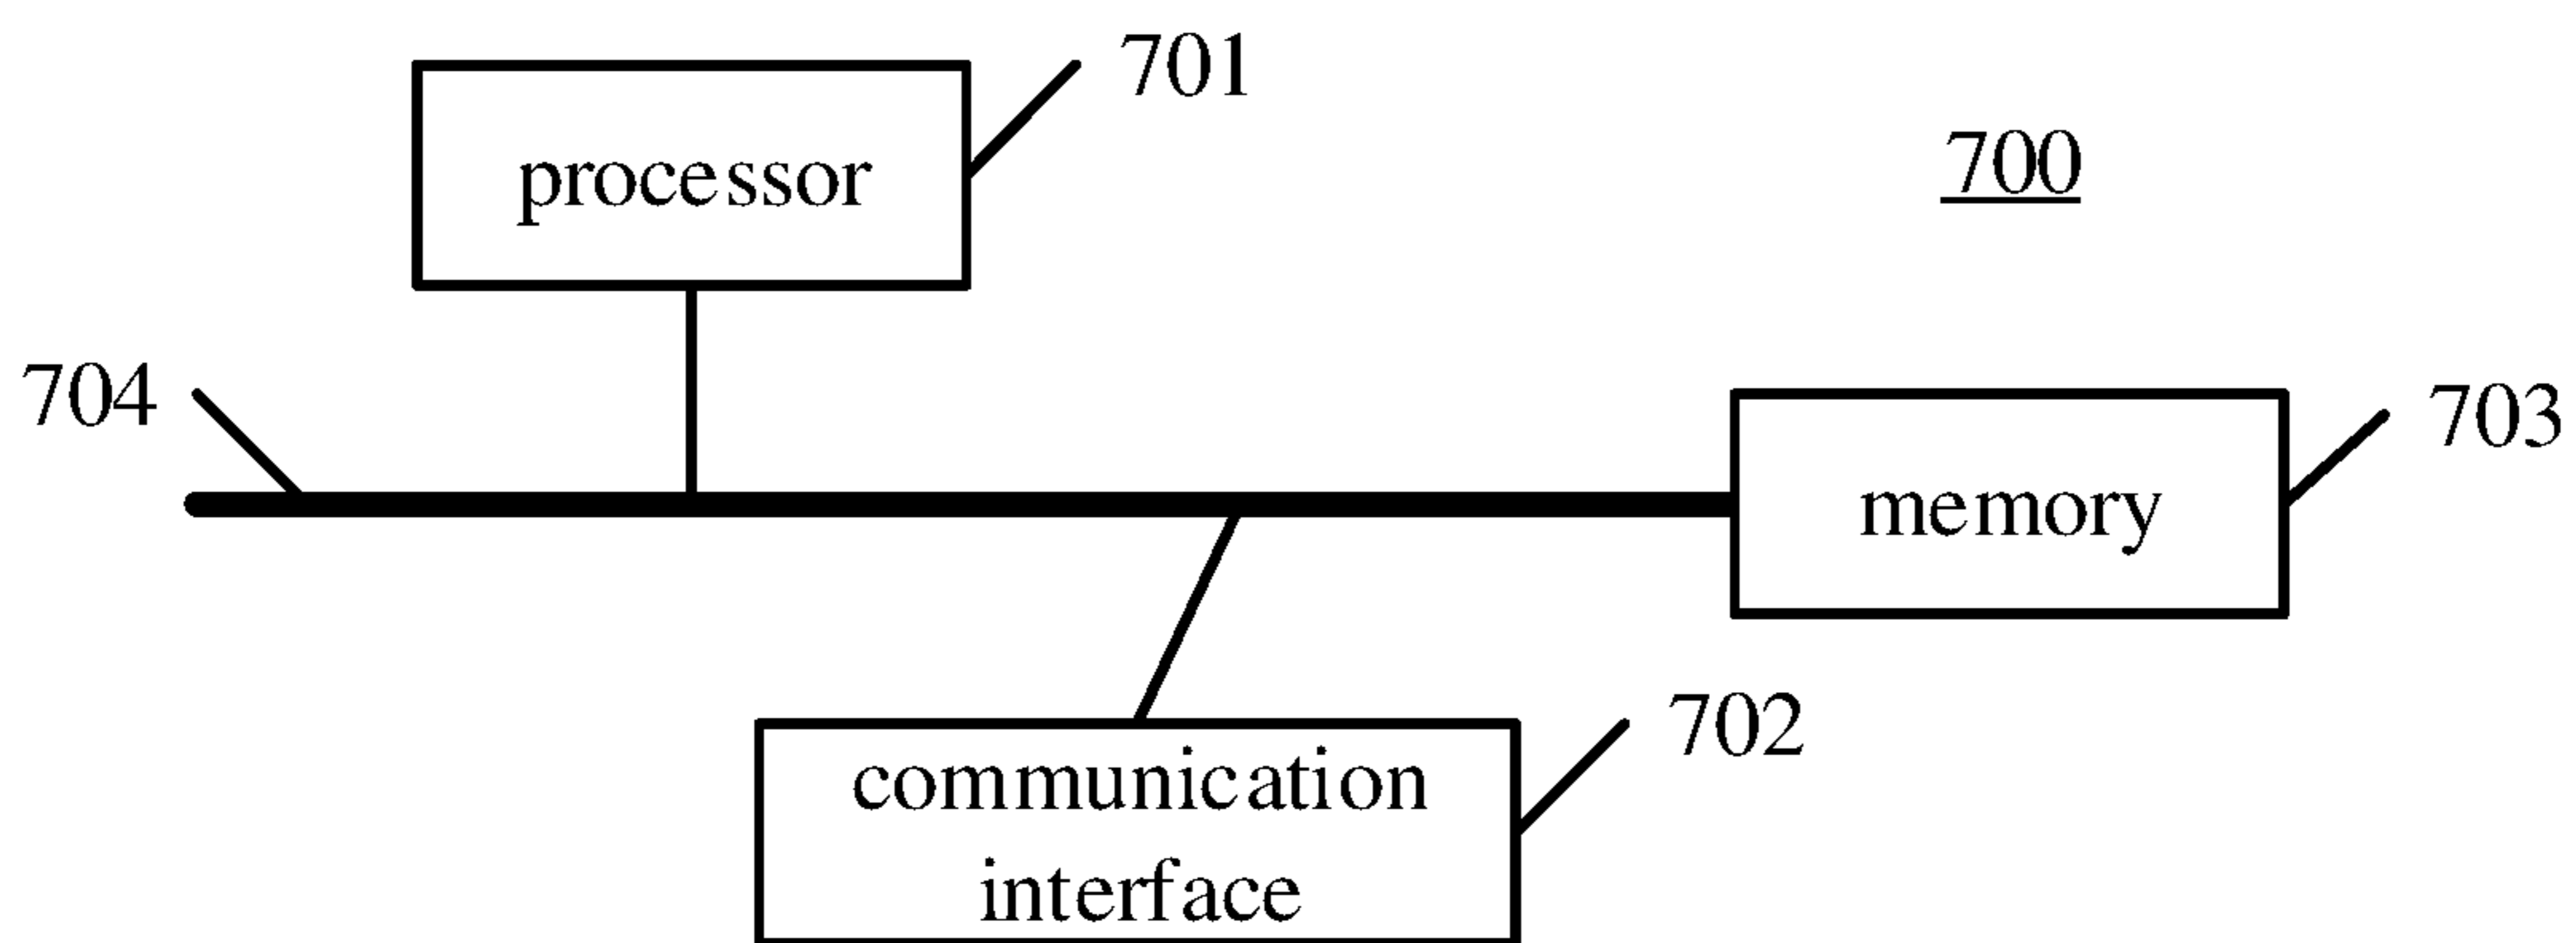 701
processor
700
704
703
memory
702
communication
interface